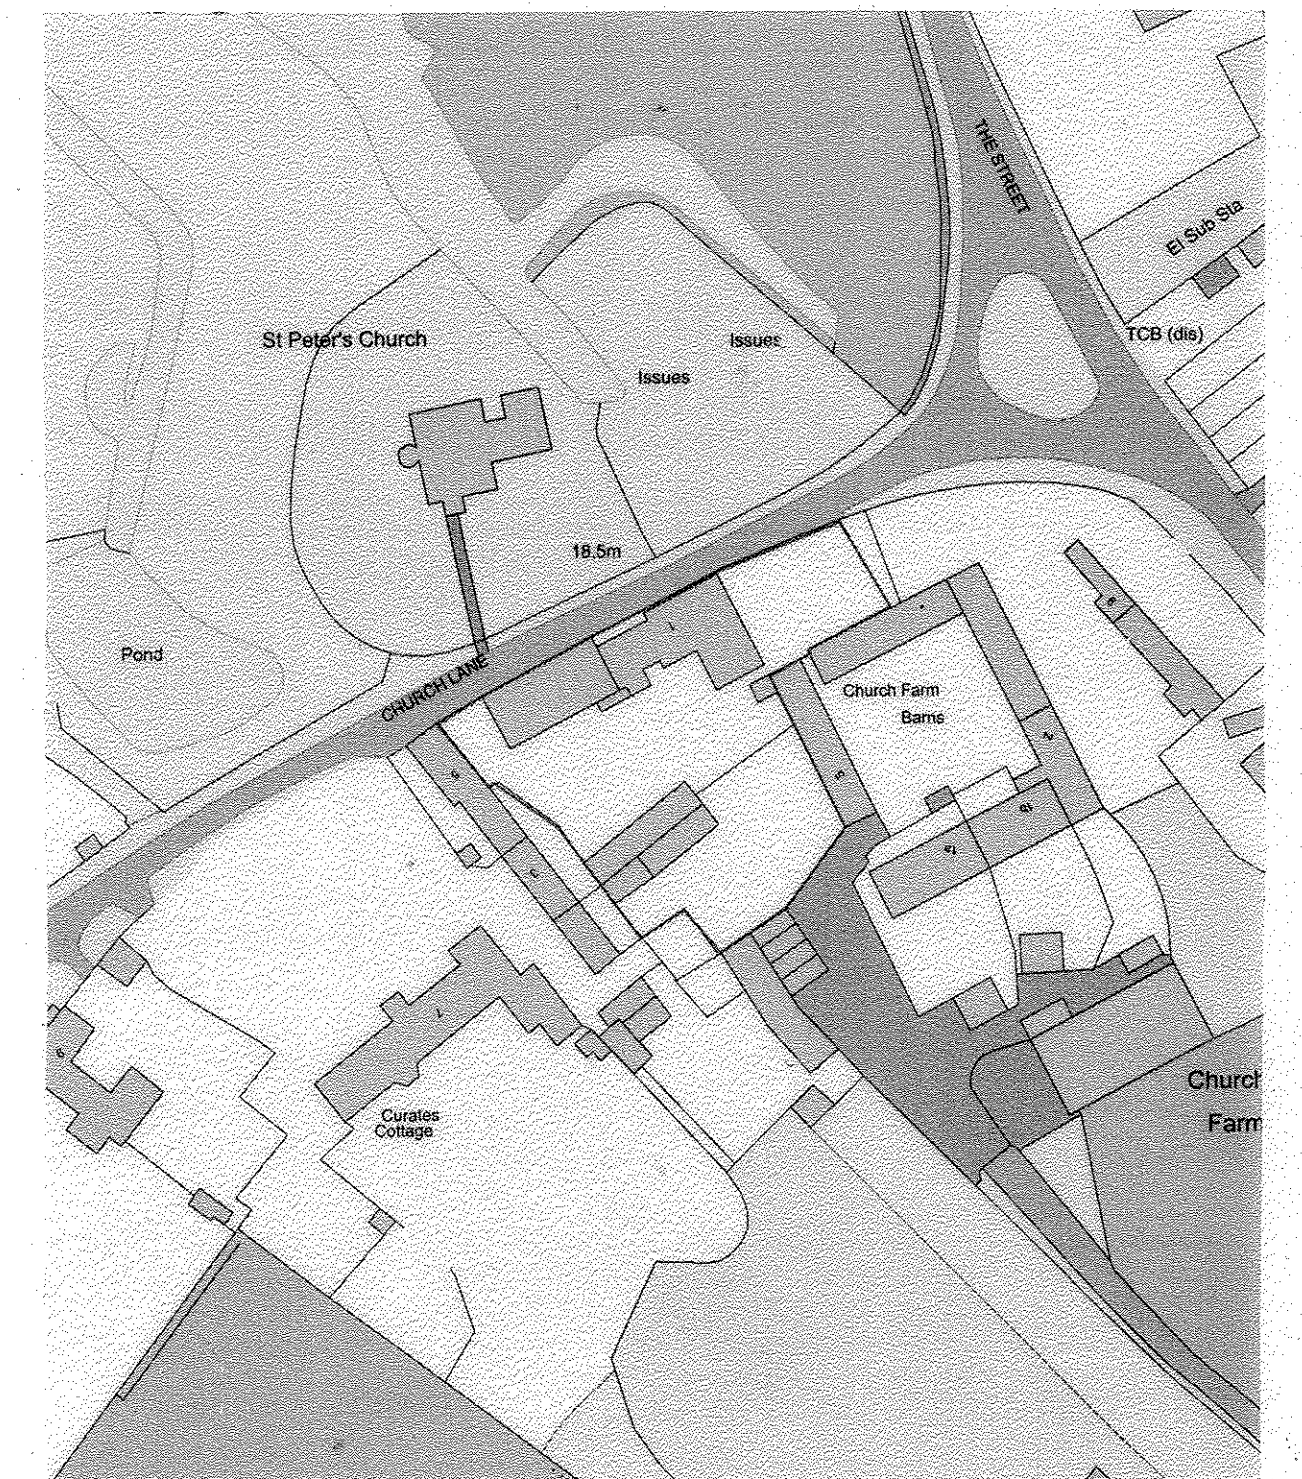 THE STREET
El Sub Sta
TCB (dis)
St Peter's Church
Issues
Issues
18.5m
Pond
CHURCH LANE
Church Farm
Barns
Curates
Cottage
Church
Farm